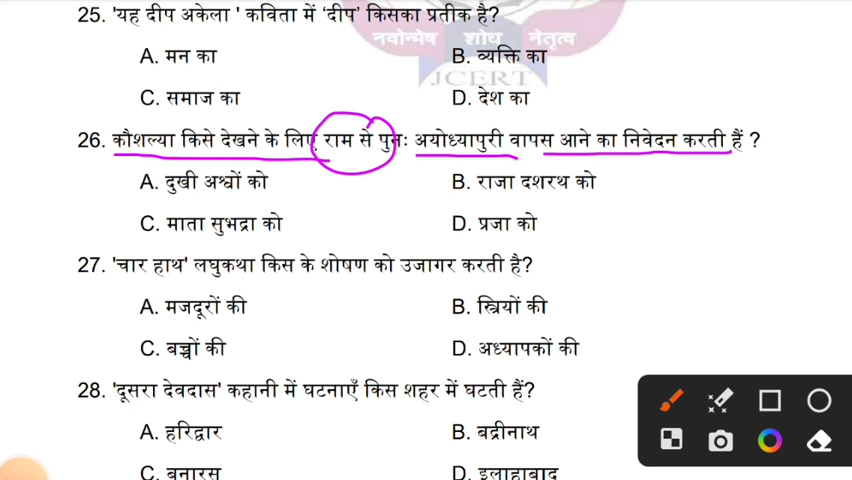 25. 'यह दीप अकेला ' कविता में 'दीप' किसका प्रतीक है?
नवोन्मेष शोध नेतृत्व
A. मन का B. व्यक्ति का
JCERT
C. समाज का D. देश का
26. कौशल्या किसे देखने के लिए राम से पुनः अयोध्यापुरी वापस आने का निवेदन करती हैं ?
A. दुखी अश्वों को B. राजा दशरथ को
C. माता सुभद्रा को D. प्रजा को
27. 'चार हाथ' लघुकथा किस के शोषण को उजागर करती है?
A. मजदूरों की B. स्त्रियों की
C. बच्चों की D. अध्यापकों की
28. 'दूसरा देवदास' कहानी में घटनाएँ किस शहर में घटती हैं?
A. हरिद्वार B. बद्रीनाथ
C. बनारस D. इलाहाबाद